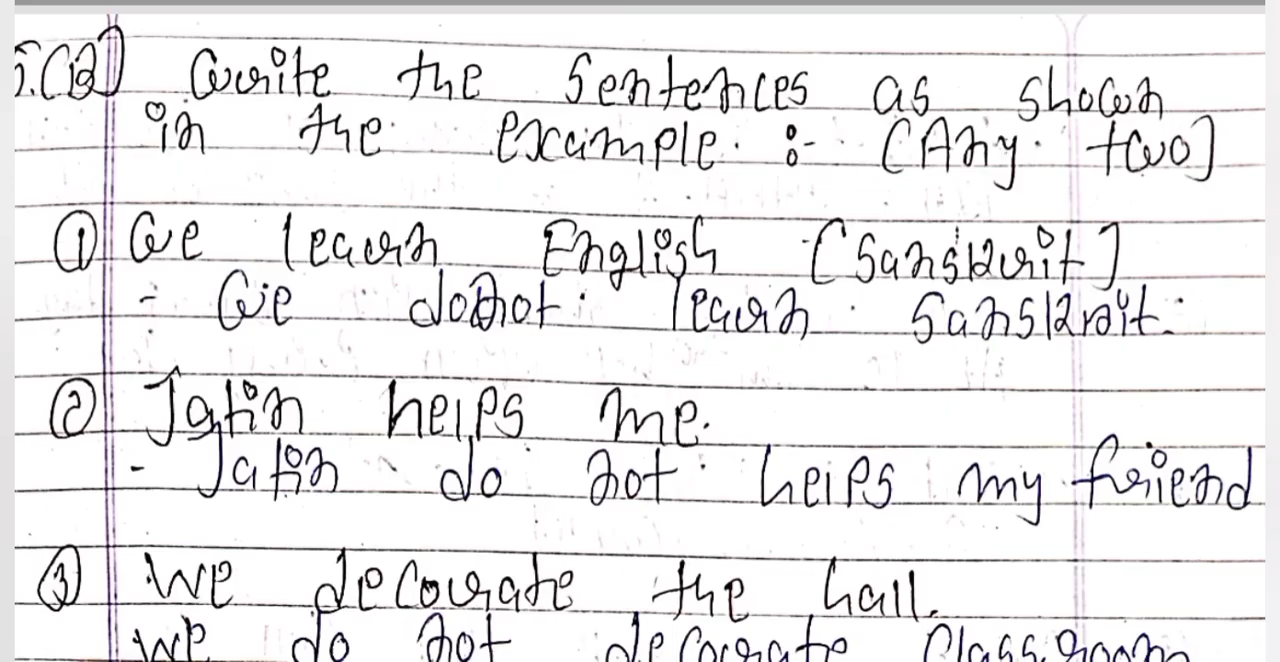 5.(B) Write the Sentences as shown
in the example :- [Any two]
① We learn English [Sanskrit]
- We donot learn Sanskrit.
② Jatin helps me.
- Jatin do not helps my friend
③ We decorate the hall.
We do not decorate classroom